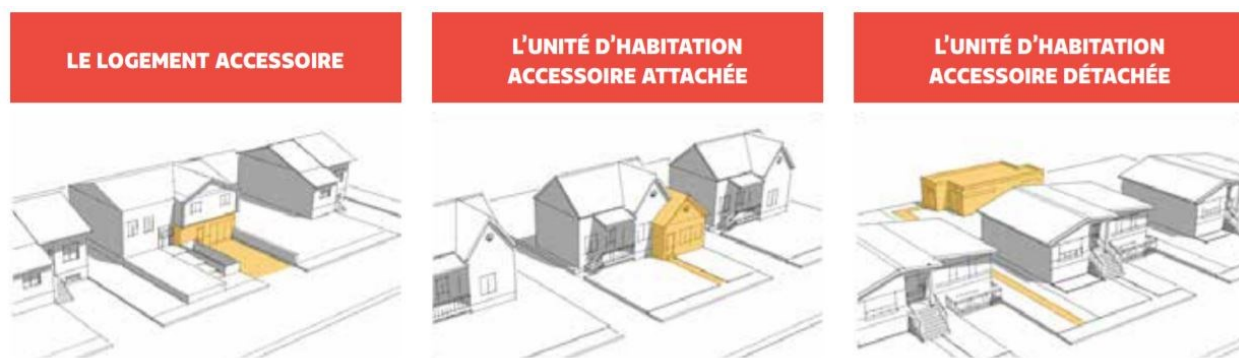 LE LOGEMENT ACCESSOIRE
L'UNITÉ D'HABITATION
ACCESSOIRE ATTACHÉE
L'UNITÉ D'HABITATION
ACCESSOIRE DÉTACHÉE